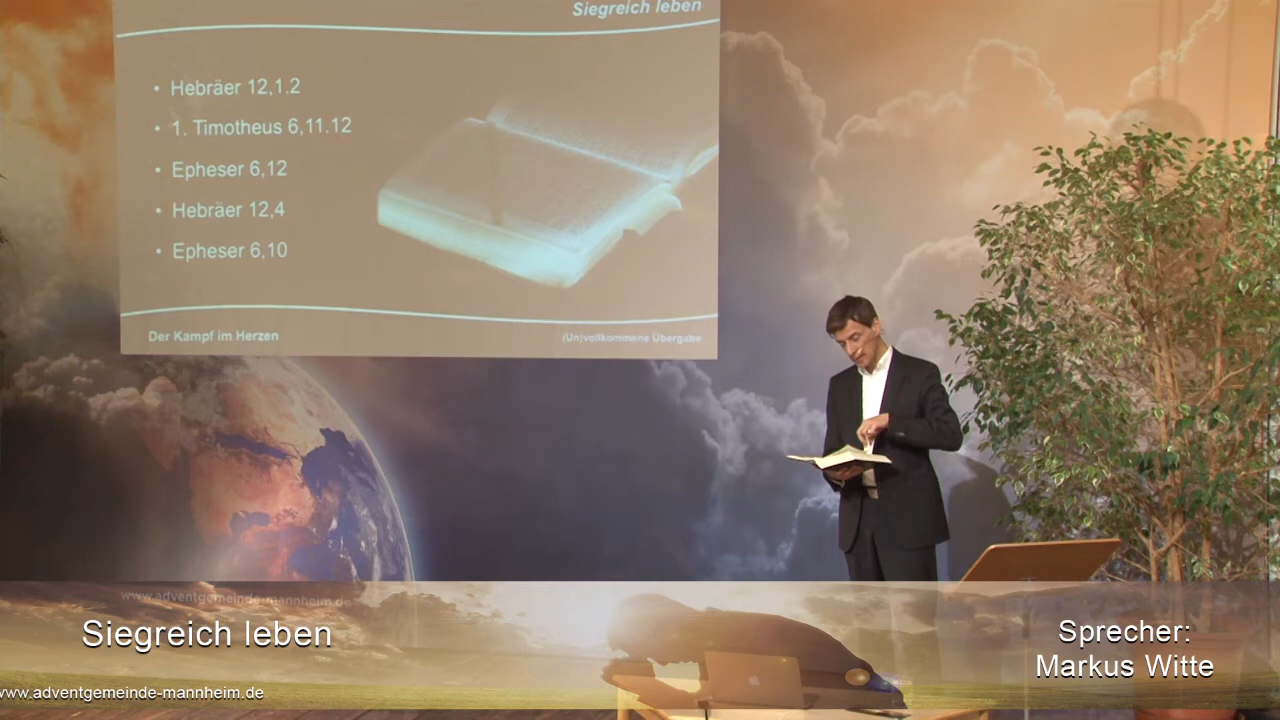 Siegreich leben
• Hebräer 12,1.2
• 1. Timotheus 6,11.12
• Epheser 6,12
• Hebräer 12,4
• Epheser 6,10
Der Kampf im Herzen
(Un)vollkommene Übergabe
www.adventgemeinde-mannheim.de
Siegreich leben
Sprecher:
Markus Witte
www.adventgemeinde-mannheim.de